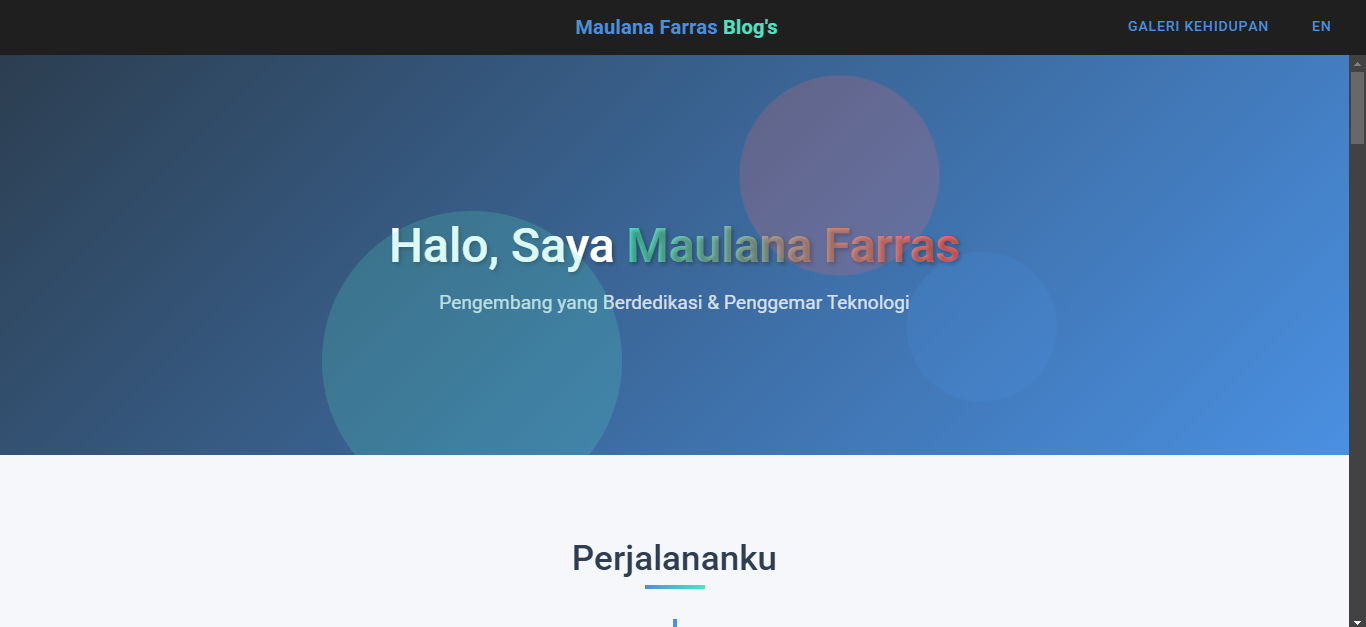 Maulana Farras Blog's
GALERI KEHIDUPAN
EN
Halo, Saya Maulana Farras
Pengembang yang Berdedikasi & Penggemar Teknologi
Perjalananku